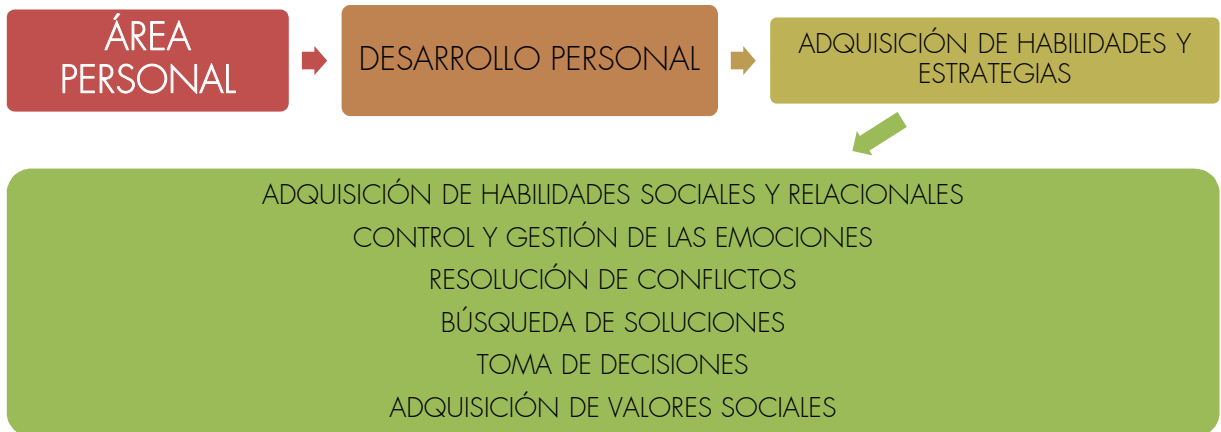 ÁREA
PERSONAL
DESARROLLO PERSONAL
ADQUISICIÓN DE HABILIDADES Y
ESTRATEGIAS
ADQUISICIÓN DE HABILIDADES SOCIALES Y RELACIONALES
CONTROL Y GESTIÓN DE LAS EMOCIONES
RESOLUCIÓN DE CONFLICTOS
BÚSQUEDA DE SOLUCIONES
TOMA DE DECISIONES
ADQUISICIÓN DE VALORES SOCIALES